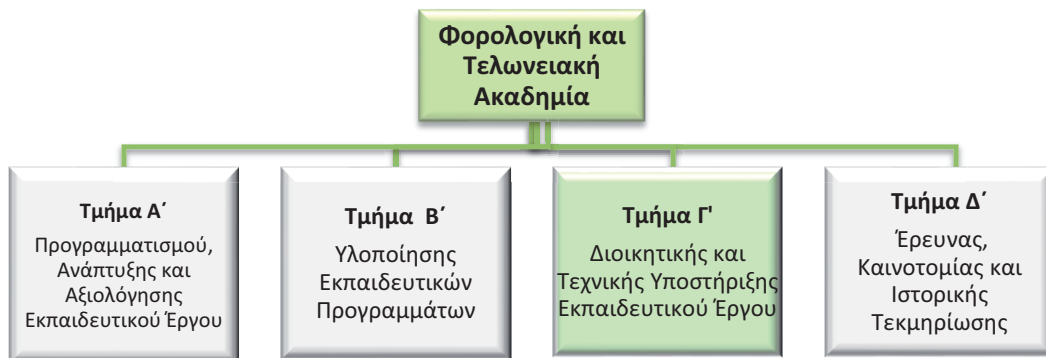 Φορολογική και
Τελωνειακή
Ακαδημία
Τμήμα Α΄
Προγραμματισμού,
Ανάπτυξης και
Αξιολόγησης
Εκπαιδευτικού Έργου
Τμήμα Β΄
Υλοποίησης
Εκπαιδευτικών
Προγραμμάτων
Τμήμα Γ'
Διοικητικής και
Τεχνικής Υποστήριξης
Εκπαιδευτικού Έργου
Τμήμα Δ΄
Έρευνας,
Καινοτομίας και
Ιστορικής
Τεκμηρίωσης